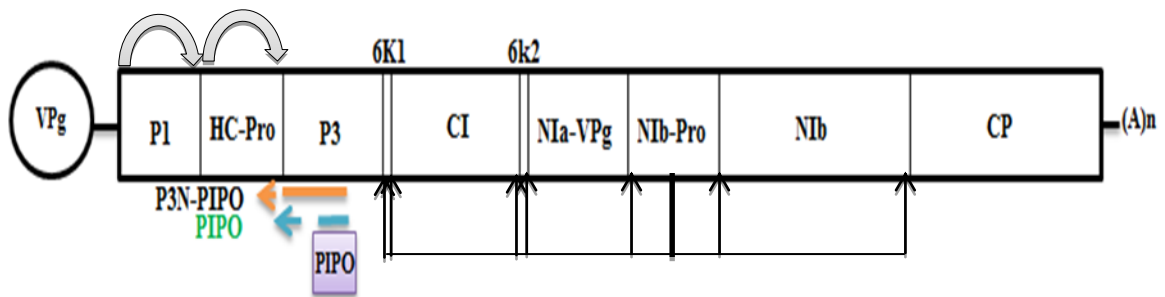 6K1
6k2
VPg
P1
HC-Pro
P3
CI
NIa-VPg
NIb-Pro
NIb
CP
(A)n
P3N-PIPO
PIPO
PIPO